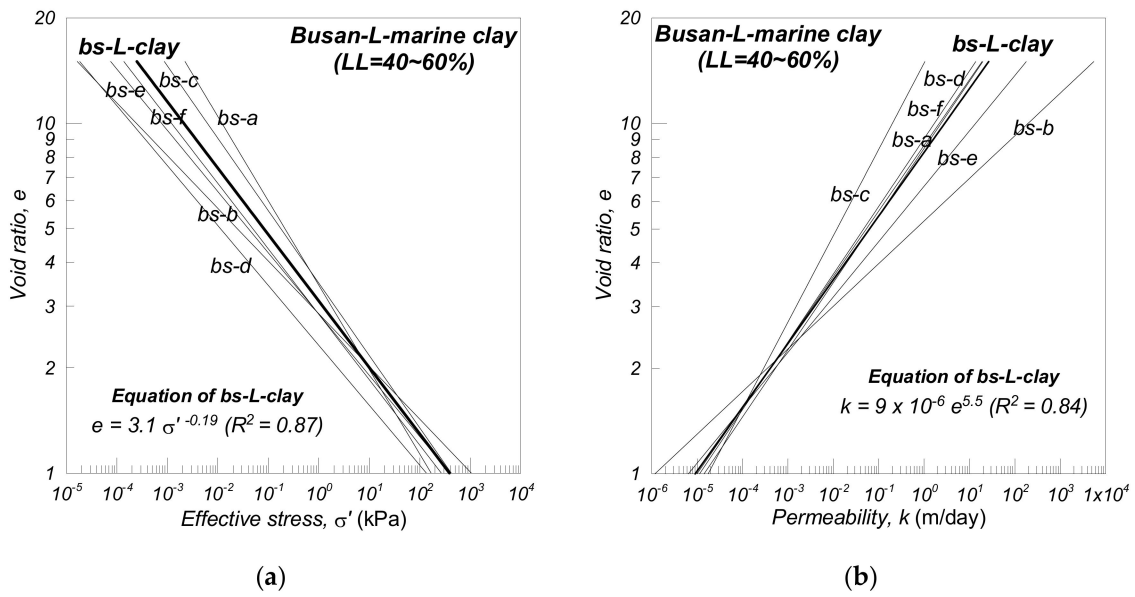 20
bs-L-clay
Busan-L-marine clay
(LL=40~60%)
bs-c
bs-e
bs-f
bs-a
10
9
8
7
6
5
4
3
2
1
bs-b
bs-d
Void ratio, e
Equation of bs-L-clay
e = 3.1 σ' -0.19 (R2 = 0.87)
10-5 10-4 10-3 10-2 10-1 100 101 102 103 104
Effective stress, σ' (kPa)
(a)
20
Busan-L-marine clay
(LL=40~60%)
bs-L-clay
bs-d
bs-f
bs-a
bs-b
bs-e
bs-c
10
9
8
7
6
5
4
3
2
1
Void ratio, e
Equation of bs-L-clay
k = 9 x 10-6 e5.5 (R2 = 0.84)
10-6 10-5 10-4 10-3 10-2 10-1 100 101 102 102 1x104
Permeability, k (m/day)
(b)